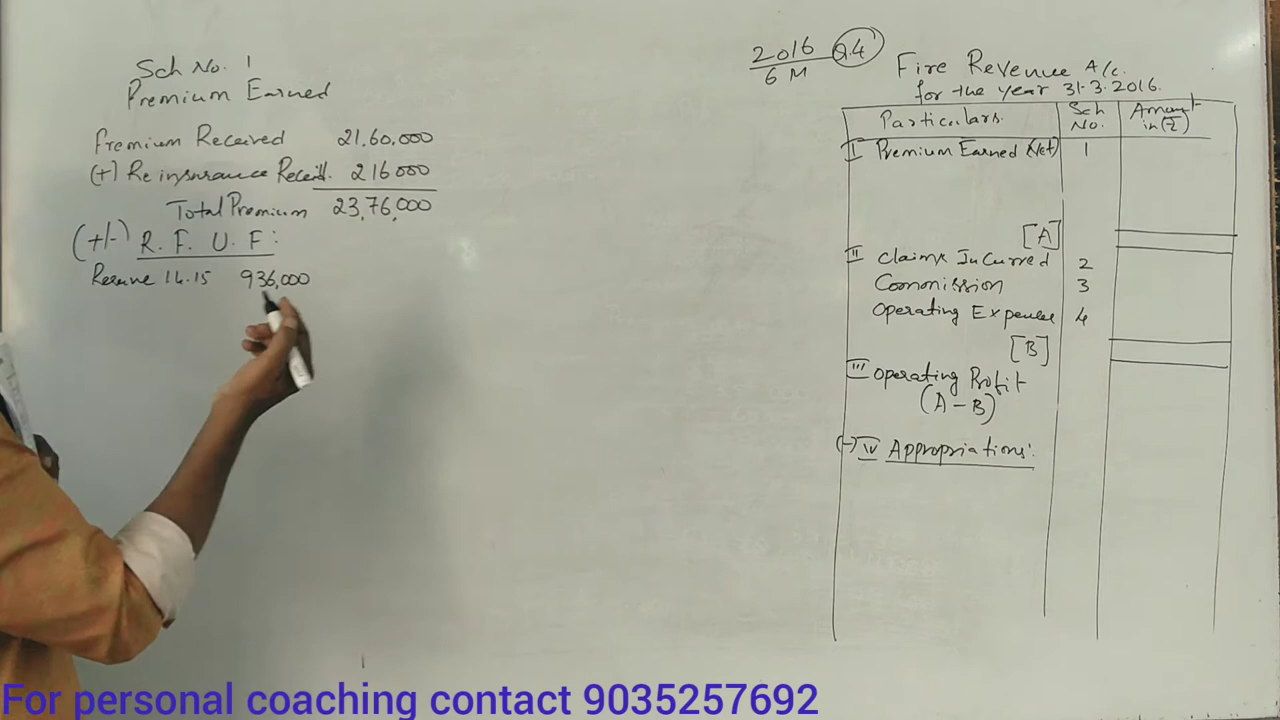 Sch No. 1
Premium Earned
Premium Received 21,60,000
(+) Reinsurance 216000
Total Premium 23,76,000
(+/-) R. F. U. F:
Reserve 14.15 936,000
2016 Q.4
6 M
Fire Revenue A/c.
for the year 31.3.2016.
Particulars. Sch No. Amount in (₹)
I Premium Earned (Net) 1
[A]
II Claims Incurred 2
Commission 3
Operating Expenses 4
[B]
III Operating Profit
(A-B)
(-) IV Appropriations:
For personal coaching contact 9035257692